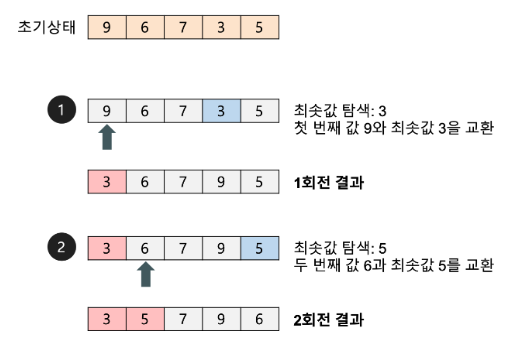 초기상태 9 6 7 3 5
1 9 6 7 3 5 최솟값 탐색: 3
첫 번째 값 9와 최솟값 3을 교환
3 6 7 9 5 1회전 결과
2 3 6 7 9 5 최솟값 탐색: 5
두 번째 값 6과 최솟값 5를 교환
3 5 7 9 6 2회전 결과